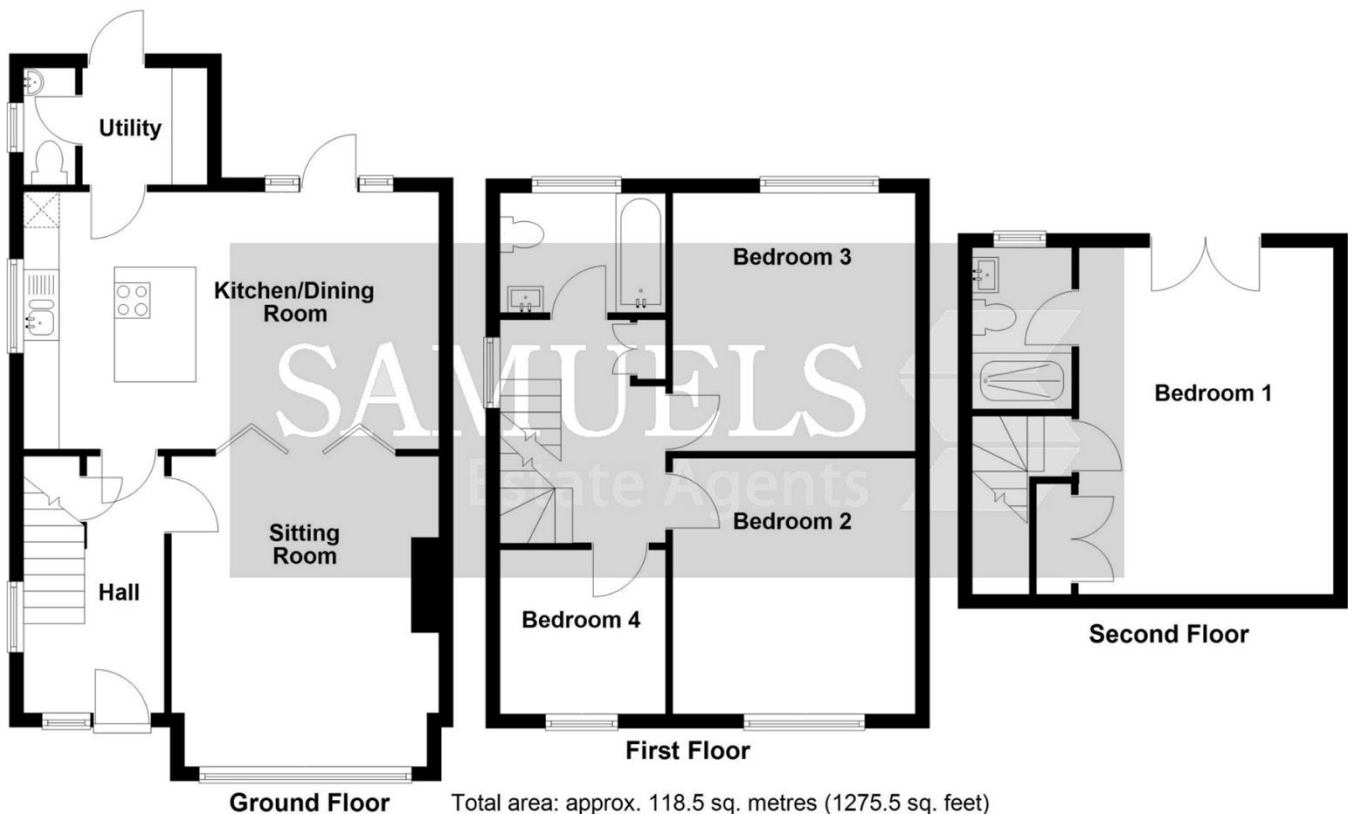 Utility
Kitchen/Dining
Room
Sitting
Room
Hall
Ground Floor
Bedroom 3
Bedroom 2
Bedroom 4
First Floor
Bedroom 1
Second Floor
SAMUELS
Estate Agents
Total area: approx. 118.5 sq. metres (1275.5 sq. feet)